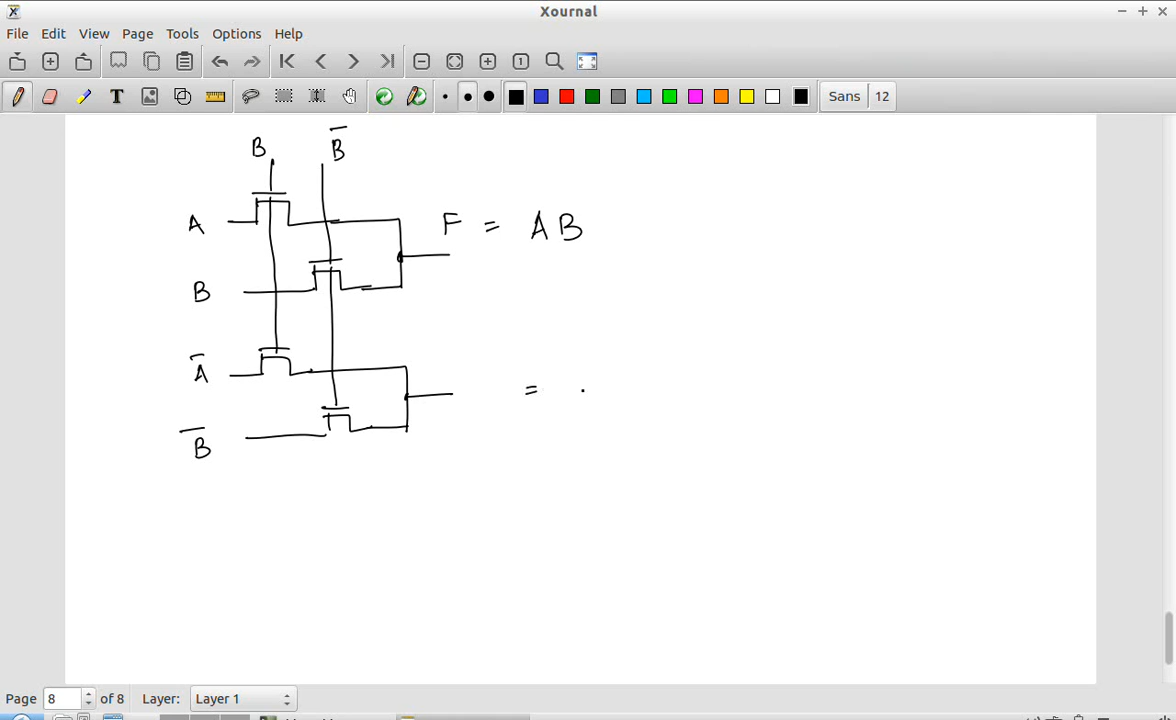 Xournal
File Edit View Page Tools Options Help
Sans 12
B B̅
A F = AB
B
A̅ = .
B̅
Page 8 of 8 Layer: Layer 1